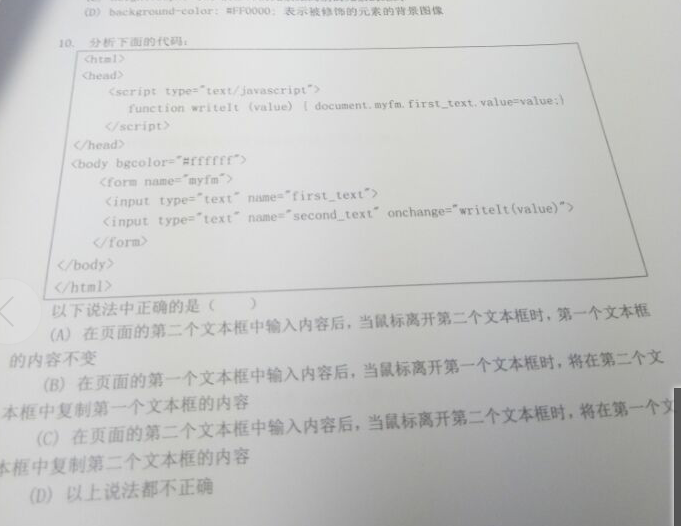 (D) background-color: #FF0000; 表示被修饰的元素的背景图像
10. 分析下面的代码:
<html>
<head>
<script type="text/javascript">
function writeIt (value) { document.myfm.first_text.value=value;}
</script>
</head>
<body bgcolor="#ffffff">
<form name="myfm">
<input type="text" name="first_text">
<input type="text" name="second_text" onchange="writeIt(value)">
</form>
</body>
</html>
以下说法中正确的是( )
(A) 在页面的第二个文本框中输入内容后,当鼠标离开第二个文本框时,第一个文本框
的内容不变
(B) 在页面的第一个文本框中输入内容后,当鼠标离开第一个文本框时,将在第二个文
本框中复制第一个文本框的内容
(C) 在页面的第二个文本框中输入内容后,当鼠标离开第二个文本框时,将在第一个文
本框中复制第二个文本框的内容
(D) 以上说法都不正确